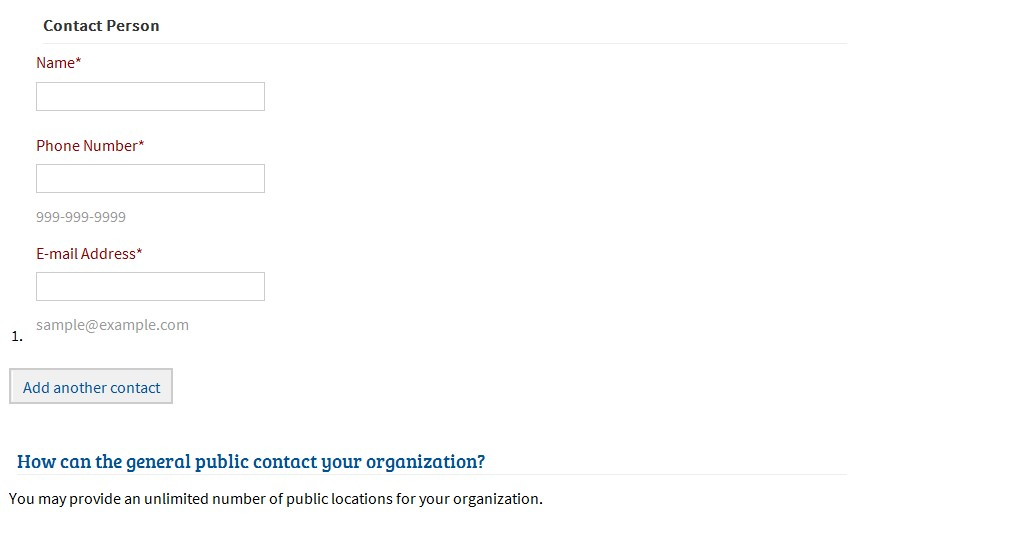 Contact Person
Name*
Phone Number*
999-999-9999
E-mail Address*
sample@example.com
1.
Add another contact
How can the general public contact your organization?
You may provide an unlimited number of public locations for your organization.